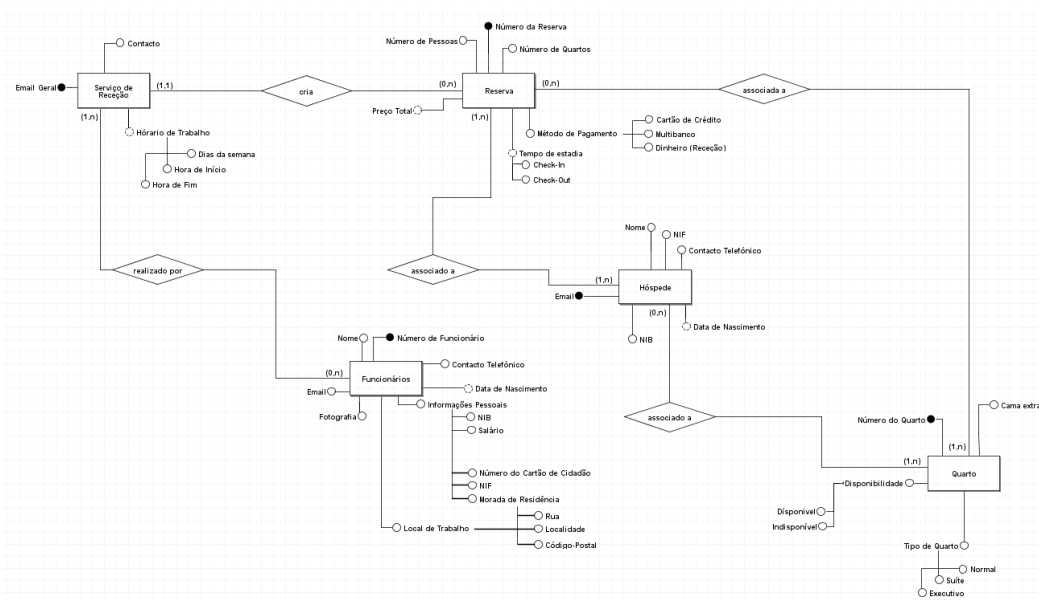 Número da Reserva
Número de Pessoas
Contacto
Número de Quartos
Email Geral
Serviço de
Receção
(1,1)
cria
(0,n)
Reserva
(0,n)
associada a
Preço Total
(1,n)
(1,n)
Cartão de Crédito
Hórario de Trabalho
Método de Pagamento
Multibanco
Dinheiro (Receção)
Dias da semana
Tempo de estadia
Hora de Início
Check-In
Hora de Fim
Check-Out
Nome
NIF
Contacto Telefónico
realizado por
associado a
(1,n)
Hóspede
Email
(0,n)
Data de Nascimento
NIB
Nome
Número de Funcionário
Contacto Telefónico
(0,n)
Funcionários
Data de Nascimento
Email
Informações Pessoais
Fotografia
NIB
Salário
associado a
Cama extra
Número do Quarto
(1,n)
(1,n)
Quarto
Número do Cartão de Cidadão
NIF
Disponibilidade
Morada de Residência
Rua
Dísponivel
Local de Trabalho
Localidade
Indisponível
Código-Postal
Tipo de Quarto
Normal
Suíte
Executivo